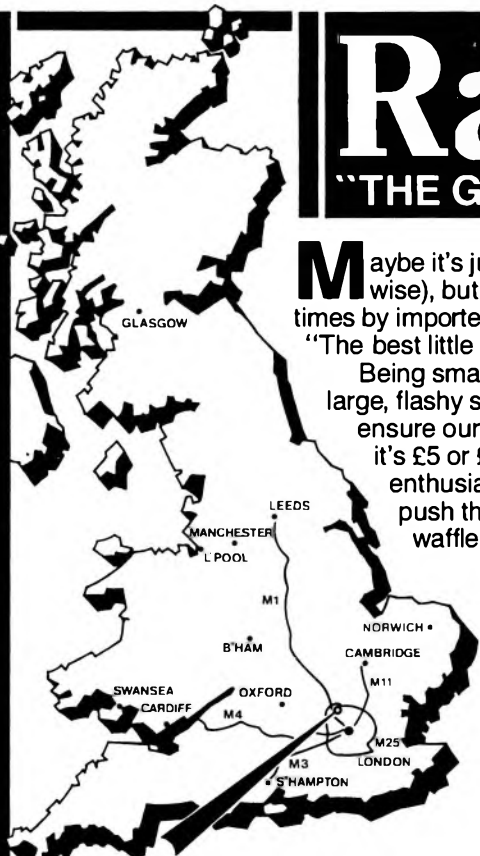 Ra
"THE G
Maybe it's ju
wise), but
times by importe
"The best little
Being sma
large, flashy s
ensure our
it's £5 or £
enthusia
push th
waffle
GLASGOW
LEEDS
MANCHESTER
L'POOL
M1
NORWICH
B'HAM
CAMBRIDGE
M11
SWANSEA
OXFORD
CARDIFF
M4
M25
LONDON
M3
S'HAMPTON